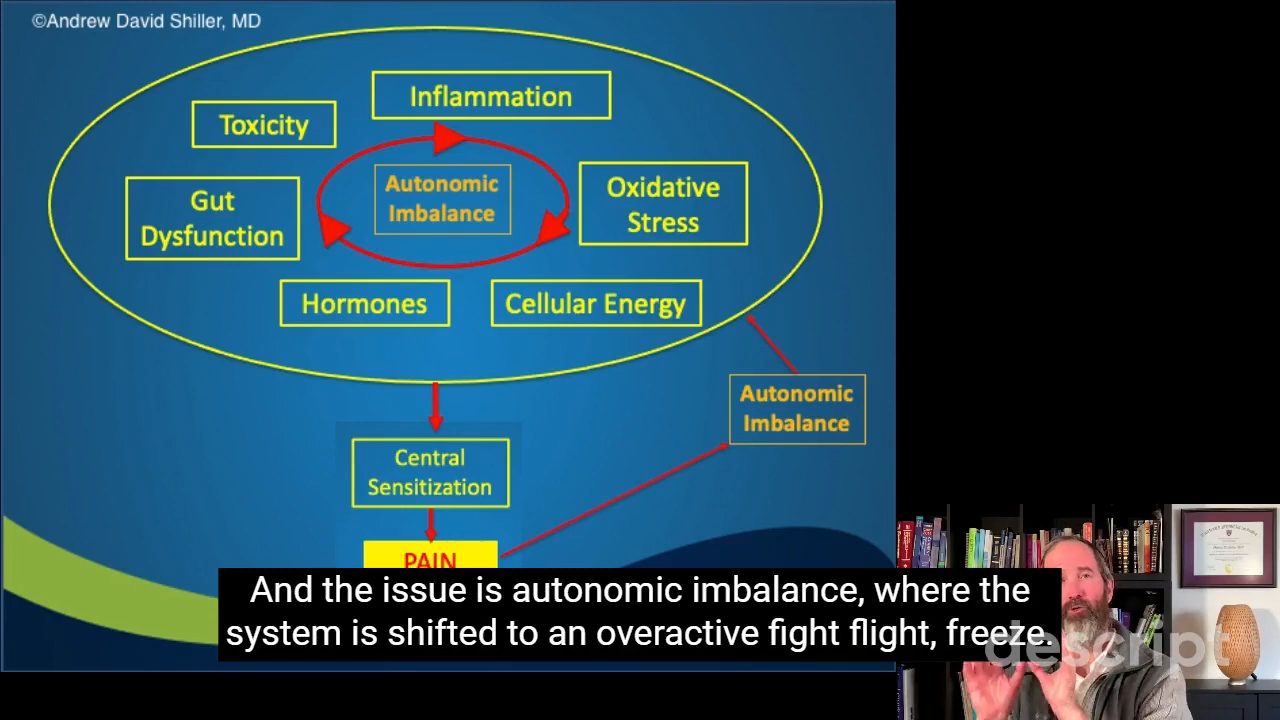 ©Andrew David Shiller, MD
Inflammation
Toxicity
Autonomic
Imbalance
Oxidative
Stress
Gut
Dysfunction
Hormones
Cellular Energy
Autonomic
Imbalance
Central
Sensitization
PAIN
And the issue is autonomic imbalance, where the
system is shifted to an overactive fight flight, freeze.
descript